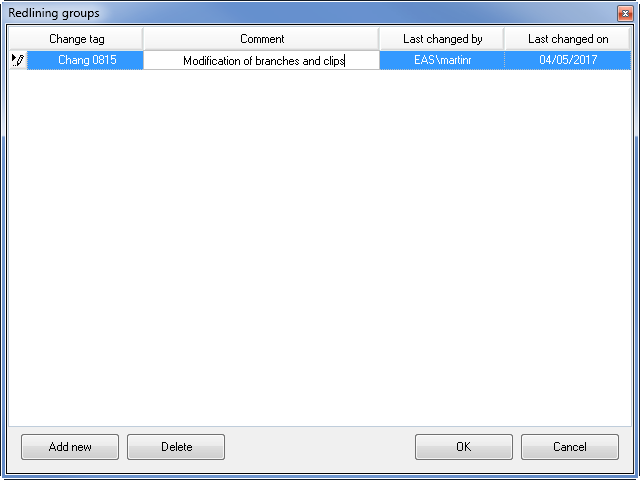 Redlining groups
Change tag Comment Last changed by Last changed on
Chang 0815 Modification of branches and clips EAS\martinr 04/05/2017
Add new Delete OK Cancel